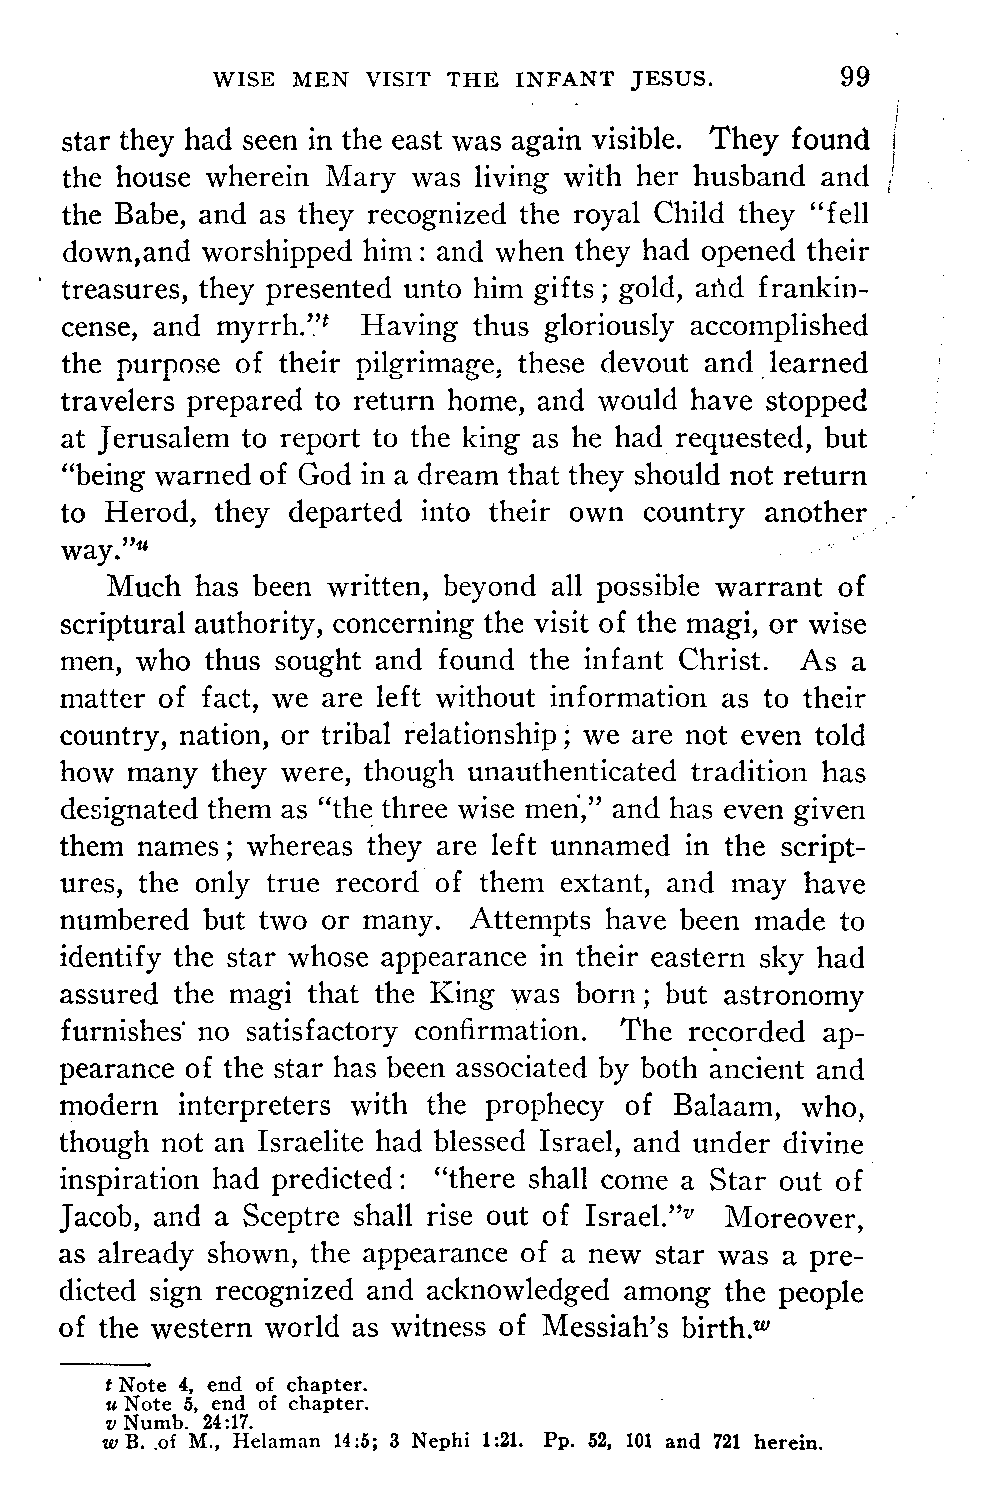 WISE MEN VISIT THE INFANT JESUS. 99
star they had seen in the east was again visible. They found
the house wherein Mary was living with her husband and
the Babe, and as they recognized the royal Child they “fell
down,and worshipped him: and when they had opened their
treasures, they presented unto him gifts; gold, and frankin-
cense, and myrrh.”t Having thus gloriously accomplished
the purpose of their pilgrimage, these devout and learned
travelers prepared to return home, and would have stopped
at Jerusalem to report to the king as he had requested, but
“being warned of God in a dream that they should not return
to Herod, they departed into their own country another
way.”u
Much has been written, beyond all possible warrant of
scriptural authority, concerning the visit of the magi, or wise
men, who thus sought and found the infant Christ. As a
matter of fact, we are left without information as to their
country, nation, or tribal relationship; we are not even told
how many they were, though unauthenticated tradition has
designated them as “the three wise men,” and has even given
them names; whereas they are left unnamed in the script-
ures, the only true record of them extant, and may have
numbered but two or many. Attempts have been made to
identify the star whose appearance in their eastern sky had
assured the magi that the King was born; but astronomy
furnishes no satisfactory confirmation. The recorded ap-
pearance of the star has been associated by both ancient and
modern interpreters with the prophecy of Balaam, who,
though not an Israelite had blessed Israel, and under divine
inspiration had predicted: “there shall come a Star out of
Jacob, and a Sceptre shall rise out of Israel.”v Moreover,
as already shown, the appearance of a new star was a pre-
dicted sign recognized and acknowledged among the people
of the western world as witness of Messiah’s birth.w
t Note 4, end of chapter.
u Note 5, end of chapter.
v Numb. 24:17.
w B. of M., Helaman 14:5; 3 Nephi 1:21. Pp. 52, 101 and 721 herein.